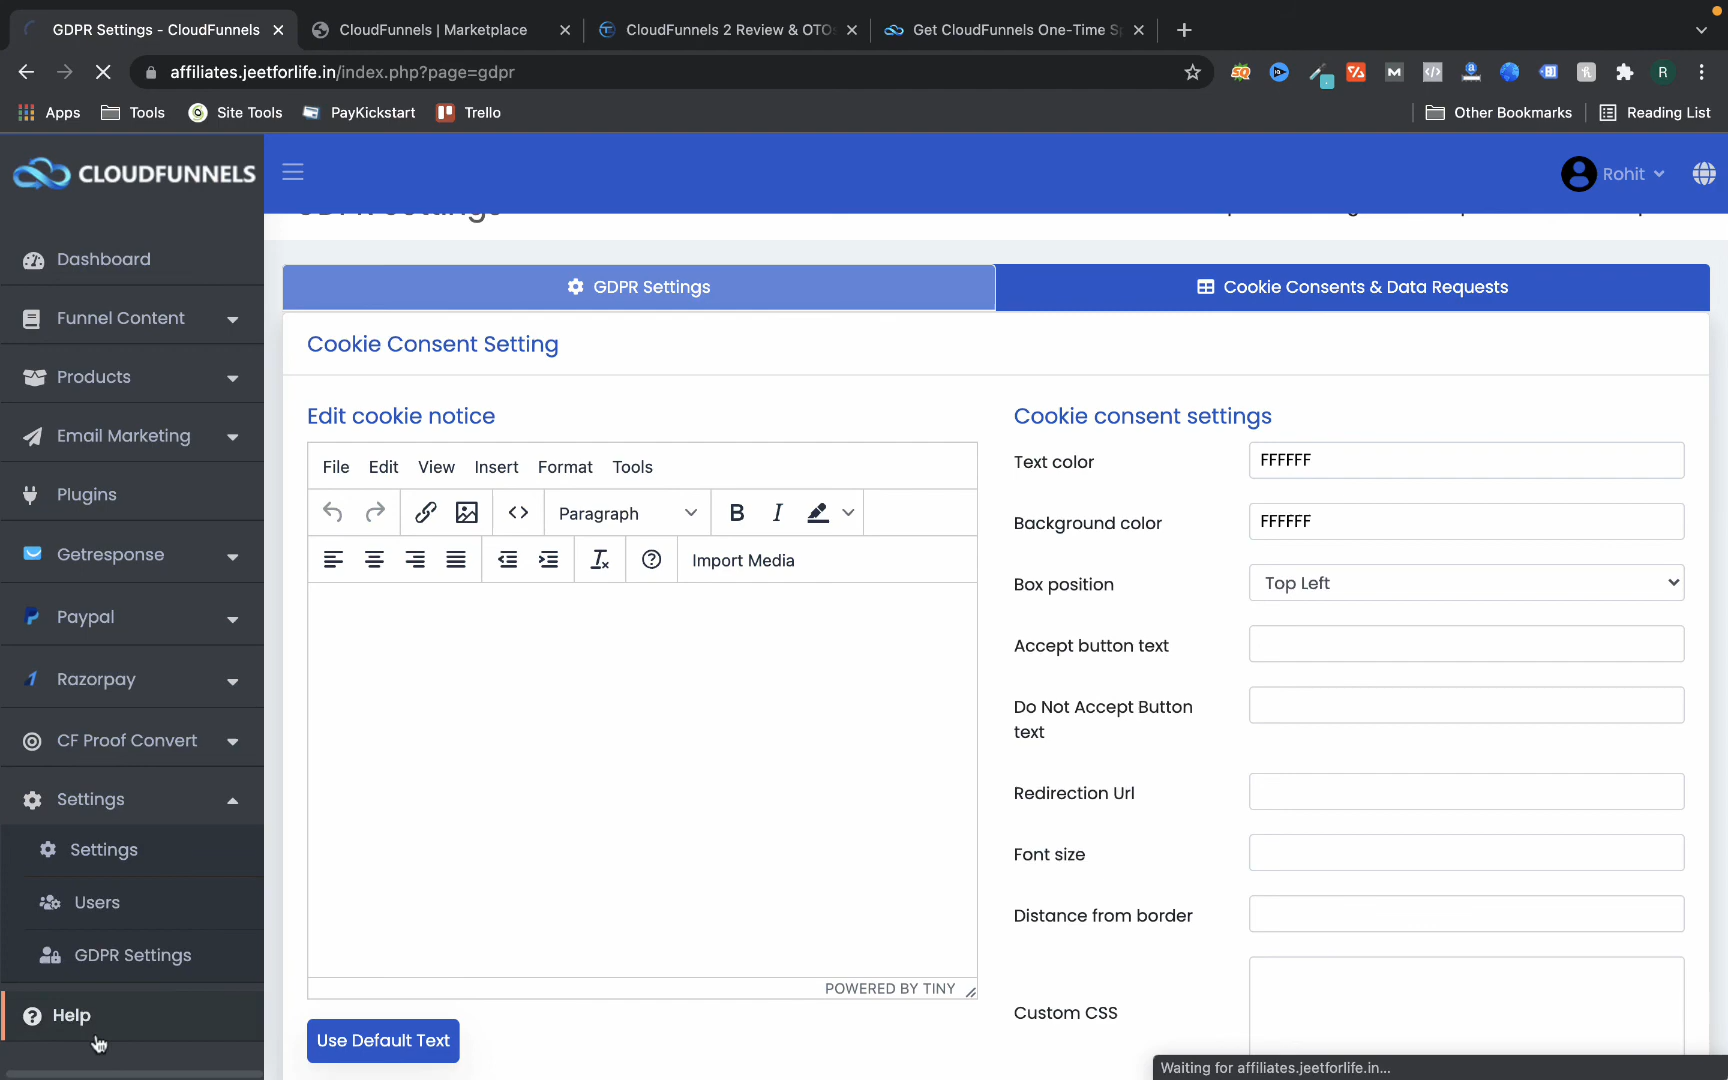 GDPR Settings - CloudFunnels
CloudFunnels | Marketplace
CloudFunnels 2 Review & OTOs
Get CloudFunnels One-Time Sp
affiliates.jeetforlife.in/index.php?page=gdpr
R
Apps
Tools
Site Tools
PayKickstart
Trello
Other Bookmarks
Reading List
CLOUDFUNNELS
Rohit
Dashboard
Funnel Content
Products
Email Marketing
Plugins
Getresponse
Paypal
Razorpay
CF Proof Convert
Settings
Settings
Users
GDPR Settings
Help
GDPR Settings
Cookie Consents & Data Requests
Cookie Consent Setting
Edit cookie notice
File Edit View Insert Format Tools
Paragraph
B I
Import Media
POWERED BY TINY
Use Default Text
Cookie consent settings
Text color
FFFFFF
Background color
FFFFFF
Box position
Top Left
Accept button text
Do Not Accept Button
text
Redirection Url
Font size
Distance from border
Custom CSS
Waiting for affiliates.jeetforlife.in...